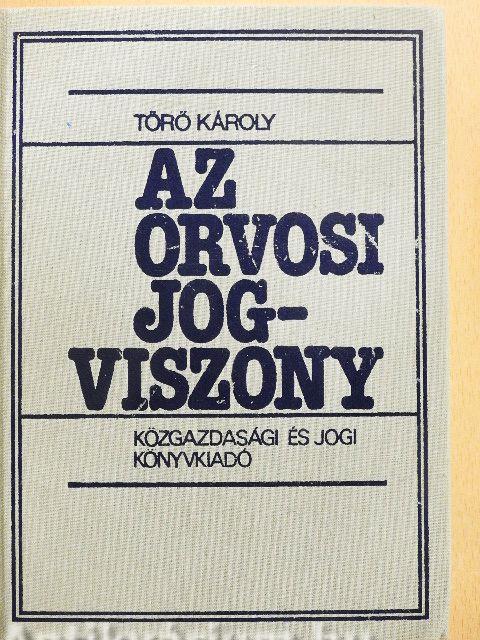 TÖRŐ KÁROLY
AZ
ORVOSI
JOG-
VISZONY
KÖZGAZDASÁGI ÉS JOGI
KÖNYVKIADÓ